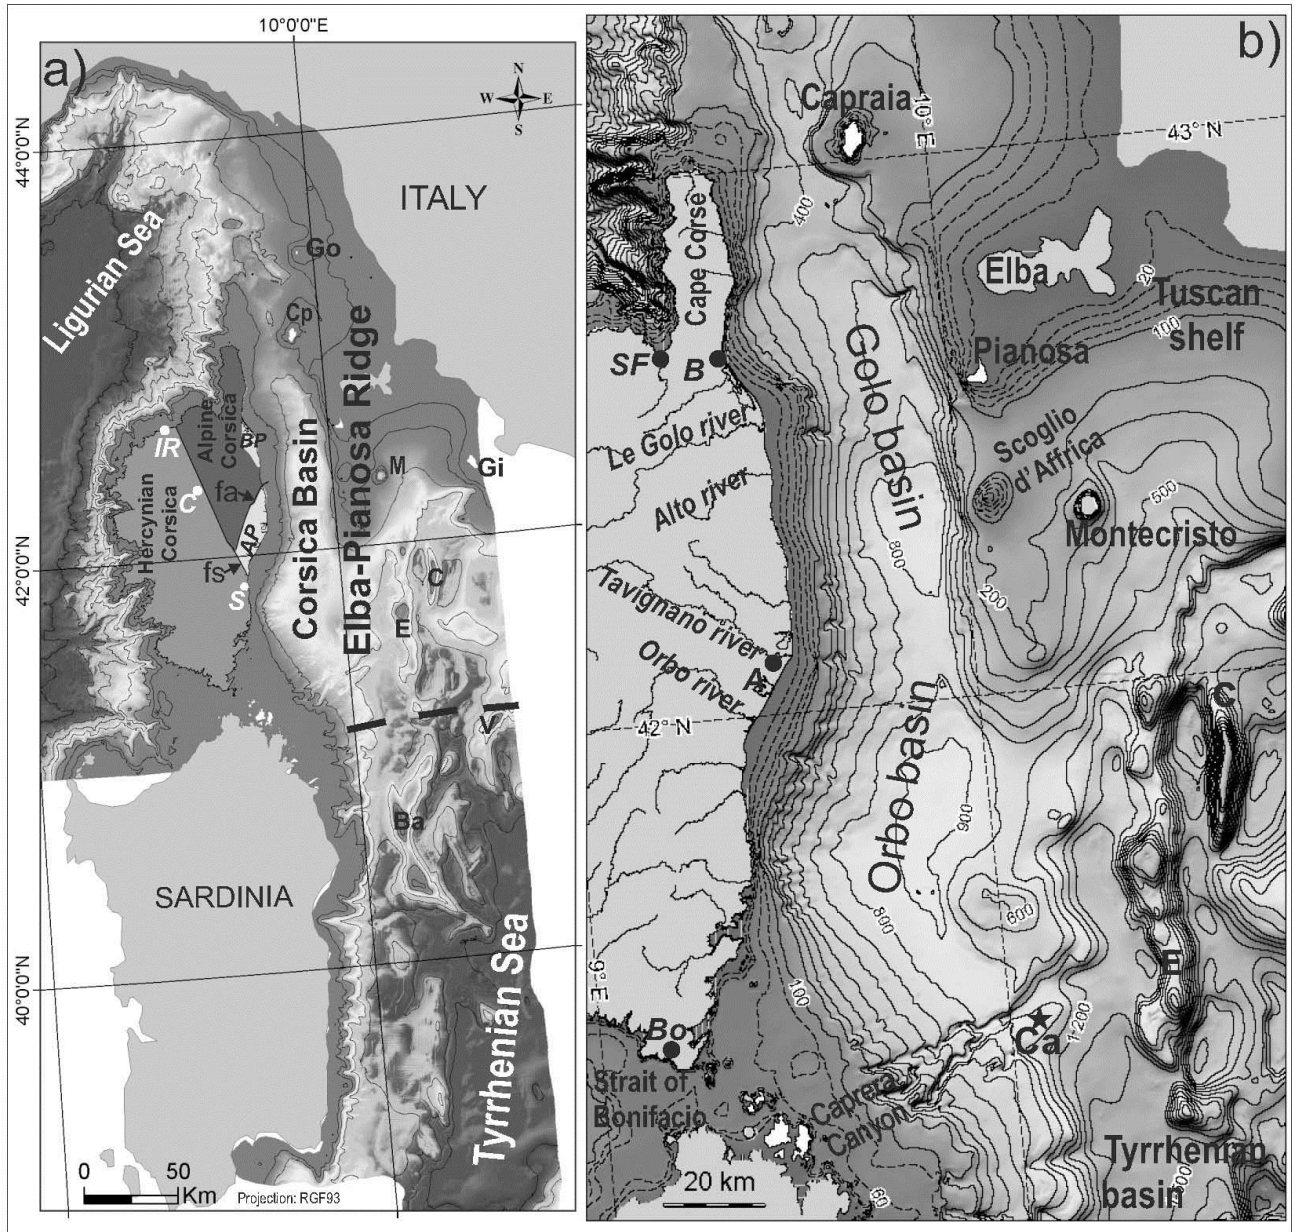 10°0'0"E
a)
N
W E
S
44°0'0"N
ITALY
Ligurian Sea
Go
Cp
Elba-Pianosa Ridge
Corsica Basin
Alpine
Corsica
BP
IR
M
Gi
C
fa
Hercynian
Corsica
AP
42°0'0"N
fs
S
C
E
V
Ba
SARDINIA
40°0'0"N
Tyrrhenian Sea
0 50
Km
Projection: RGF93
b)
Capraia
10° E
43° N
400
Cape Corse
Elba
20
Tuscan
shelf
100
Golo basin
Pianosa
SF
B
Le Golo river
Scoglio
d'Affrica
Alto river
500
Montecristo
800
200
Tavignano river
A
Orbo river
42° N
C
Orbo basin
900
600
800
E
9° E
100
Bo
Ca
1200
Strait of
Bonifacio
Caprera
Canyon
Tyrrhenian
basin
20 km
60